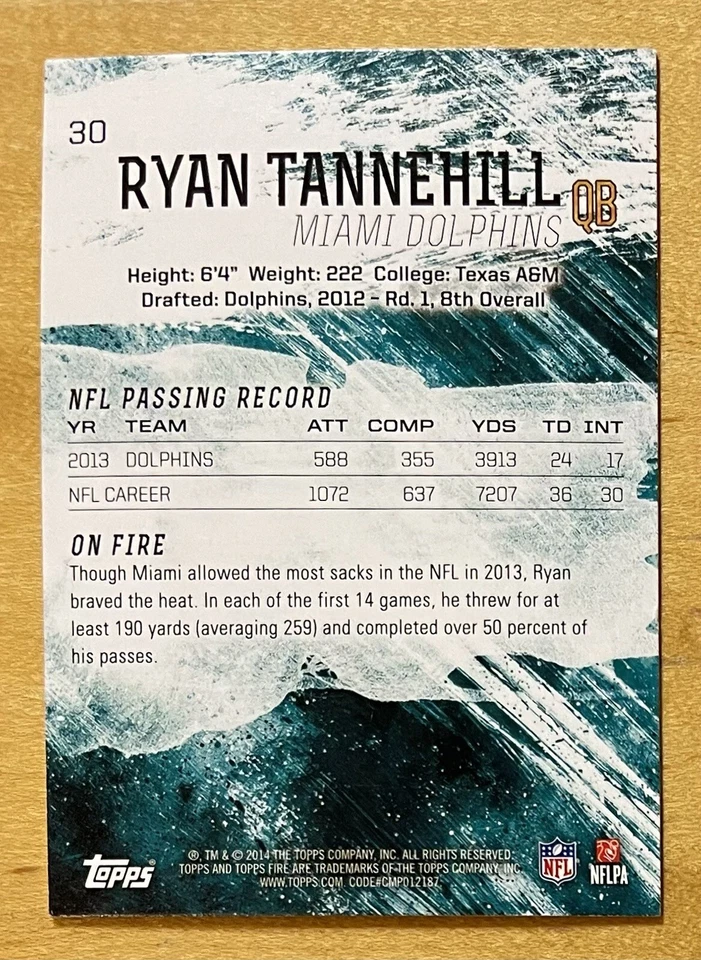 30
RYAN TANNEHILL QB
MIAMI DOLPHINS
Height: 6'4" Weight: 222 College: Texas A&M
Drafted: Dolphins, 2012 – Rd. 1, 8th Overall
NFL PASSING RECORD
YR TEAM ATT COMP YDS TD INT
2013 DOLPHINS 588 355 3913 24 17
NFL CAREER 1072 637 7207 36 30
ON FIRE
Though Miami allowed the most sacks in the NFL in 2013, Ryan
braved the heat. In each of the first 14 games, he threw for at
least 190 yards (averaging 259) and completed over 50 percent of
his passes.
topps®
®, TM & © 2014 THE TOPPS COMPANY, INC. ALL RIGHTS RESERVED.
TOPPS AND TOPPS FIRE ARE TRADEMARKS OF THE TOPPS COMPANY, INC.
WWW.TOPPS.COM. CODE#CMP012187
NFL
NFLPA